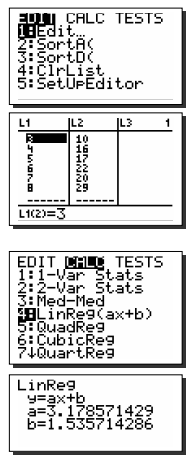 EDIT CALC TESTS
1:Edit…
2:SortA(
3:SortD(
4:ClrList
5:SetUpEditor
L1 L2 L3 1
3 10
4 16
5 17
6 22
7 20
8 29
------ ------
L1(2)=3
EDIT CALC TESTS
1:1-Var Stats
2:2-Var Stats
3:Med-Med
4:LinReg(ax+b)
5:QuadReg
6:CubicReg
7↓QuartReg
LinReg
y=ax+b
a=3.178571429
b=1.535714286